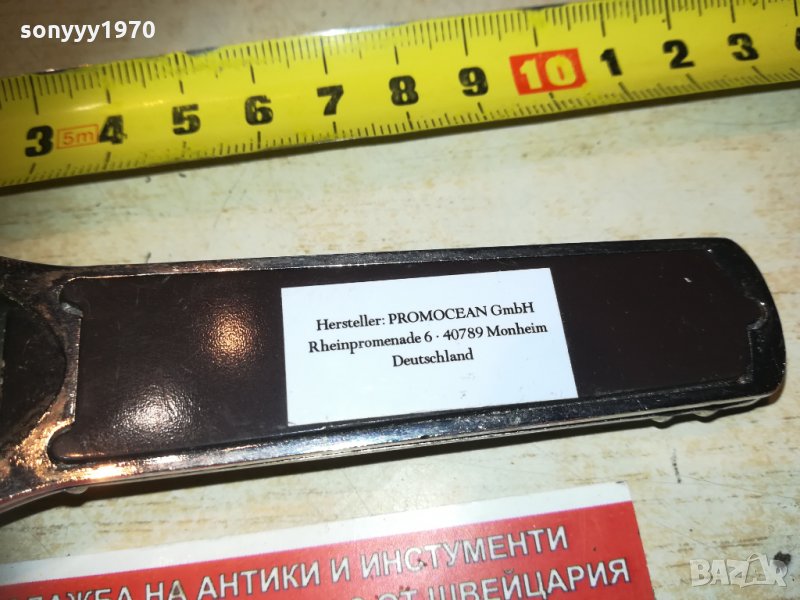 sonyyy1970
3 5m 4 5 6 7 8 9 10 1 2 3
Hersteller: PROMOCEAN GmbH
Rheinpromenade 6 · 40789 Monheim
Deutschland
НА АНТИКИ И ИНСТУМЕНТИ
ОТ ШВЕЙЦАРИЯ
BAZAR